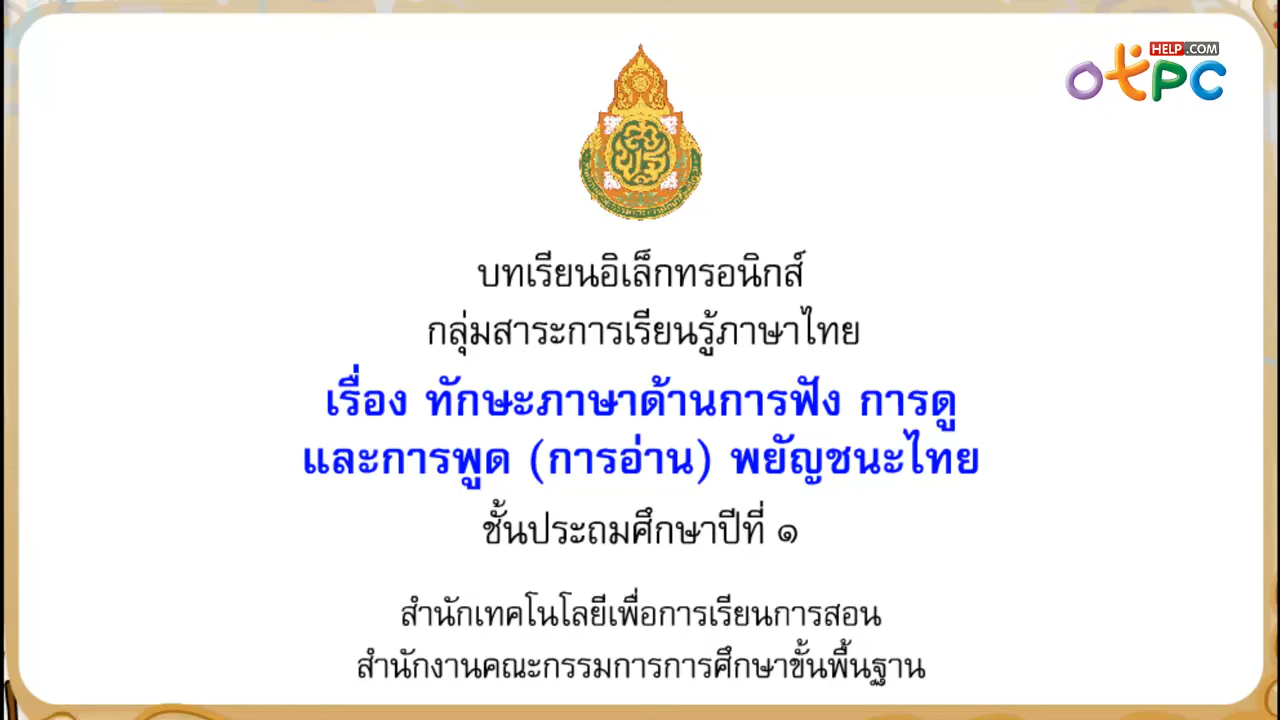 HELP.COM
OTPC
บทเรียนอิเล็กทรอนิกส์
กลุ่มสาระการเรียนรู้ภาษาไทย
เรื่อง ทักษะภาษาด้านการฟัง การดู
และการพูด (การอ่าน) พยัญชนะไทย
ชั้นประถมศึกษาปีที่ ๑
สำนักเทคโนโลยีเพื่อการเรียนการสอน
สำนักงานคณะกรรมการการศึกษาขั้นพื้นฐาน